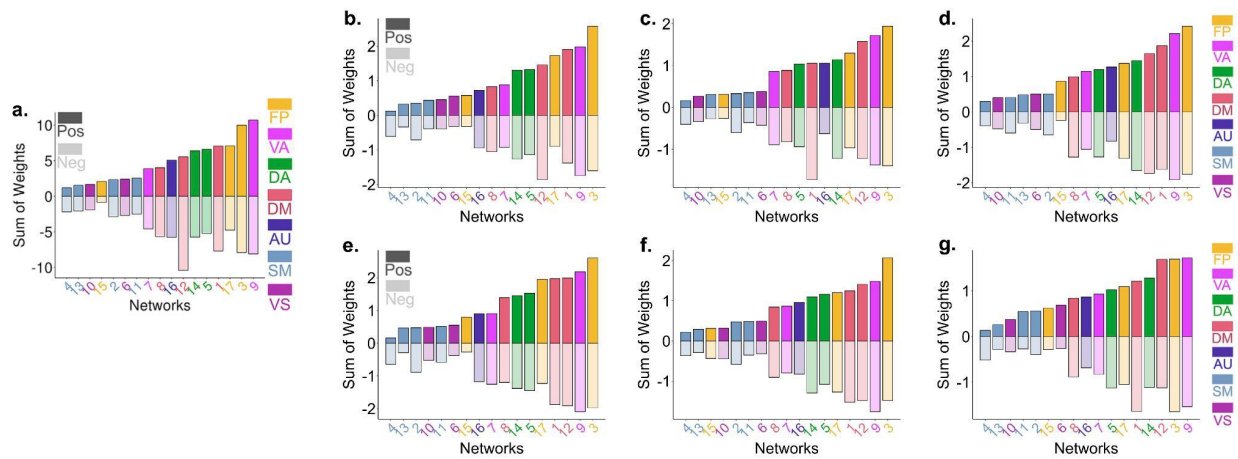 a.
Pos
Neg
Sum of Weights
10
5
0
-5
-10
4 13 10 15 2 6 11 7 8 16 12 14 5 1 17 3 9
Networks
FP
VA
DA
DM
AU
SM
VS
b.
Pos
Neg
Sum of Weights
2
1
0
-1
-2
4 13 2 11 10 6 15 16 8 7 14 5 12 17 1 9 3
Networks
c.
Sum of Weights
2
1
0
-1
4 10 13 15 2 11 6 7 8 5 1 16 14 17 12 9 3
Networks
d.
Sum of Weights
2
1
0
-1
-2
4 10 11 13 6 2 15 8 7 5 16 17 14 12 1 9 3
Networks
FP
VA
DA
DM
AU
SM
VS
e.
Pos
Neg
Sum of Weights
2
1
0
-1
-2
4 13 2 10 11 6 15 16 7 8 14 5 17 1 12 9 3
Networks
f.
Sum of Weights
2
1
0
-1
4 13 15 10 2 11 6 8 7 16 14 5 17 1 12 9 3
Networks
g.
Sum of Weights
1
0
-1
4 13 10 11 2 15 6 8 16 7 5 17 1 14 12 3 9
Networks
FP
VA
DA
DM
AU
SM
VS